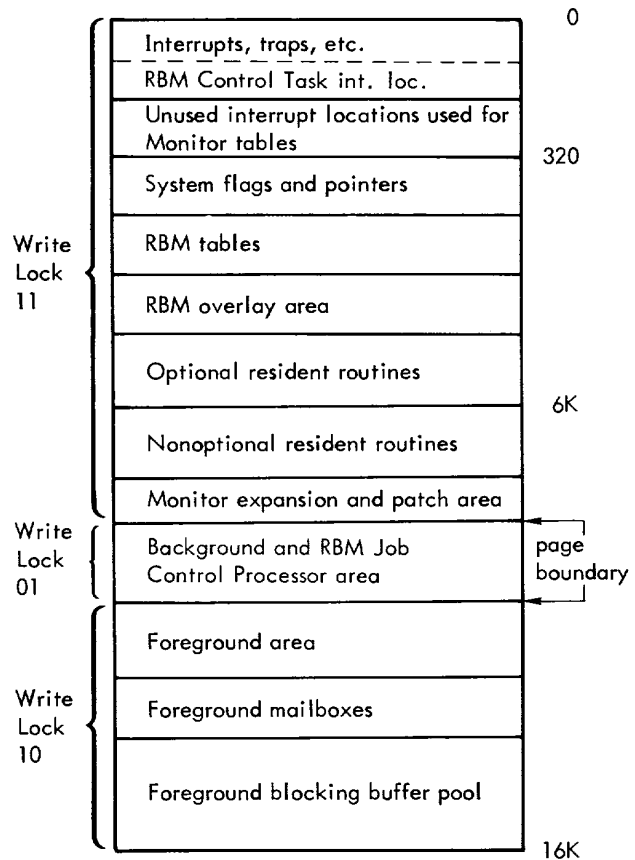 0
Interrupts, traps, etc.
RBM Control Task int. loc.
Unused interrupt locations used for
Monitor tables
320
System flags and pointers
Write
Lock
11
RBM tables
RBM overlay area
Optional resident routines
6K
Nonoptional resident routines
Monitor expansion and patch area
Write
Lock
01
Background and RBM Job
Control Processor area
page
boundary
Foreground area
Write
Lock
10
Foreground mailboxes
Foreground blocking buffer pool
16K